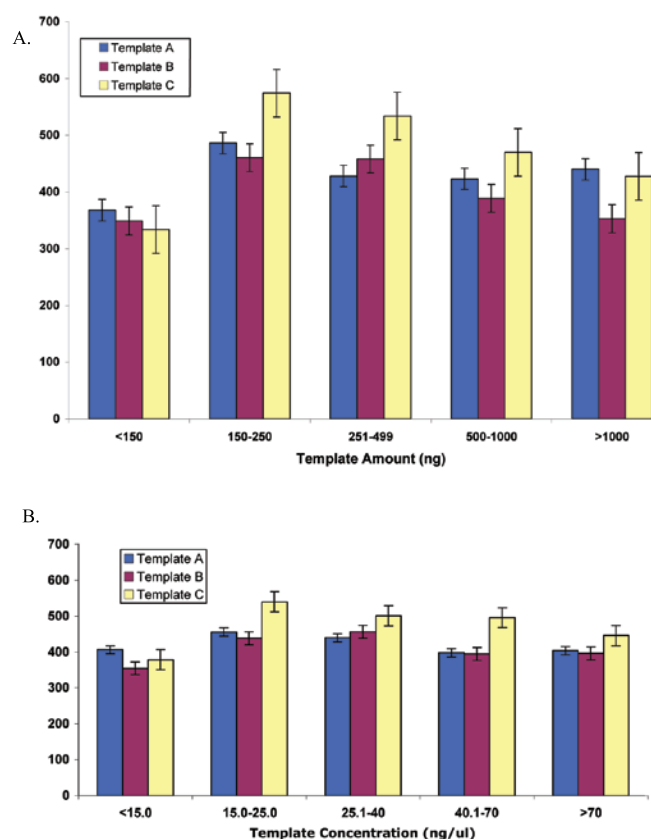 A.
700
600
500
400
300
200
100
0
Template A
Template B
Template C
<150 150-250 251-499 500-1000 >1000
Template Amount (ng)
B.
700
600
500
400
300
200
100
0
Template A
Template B
Template C
<15.0 15.0-25.0 25.1-40 40.1-70 >70
Template Concentration (ng/ul)